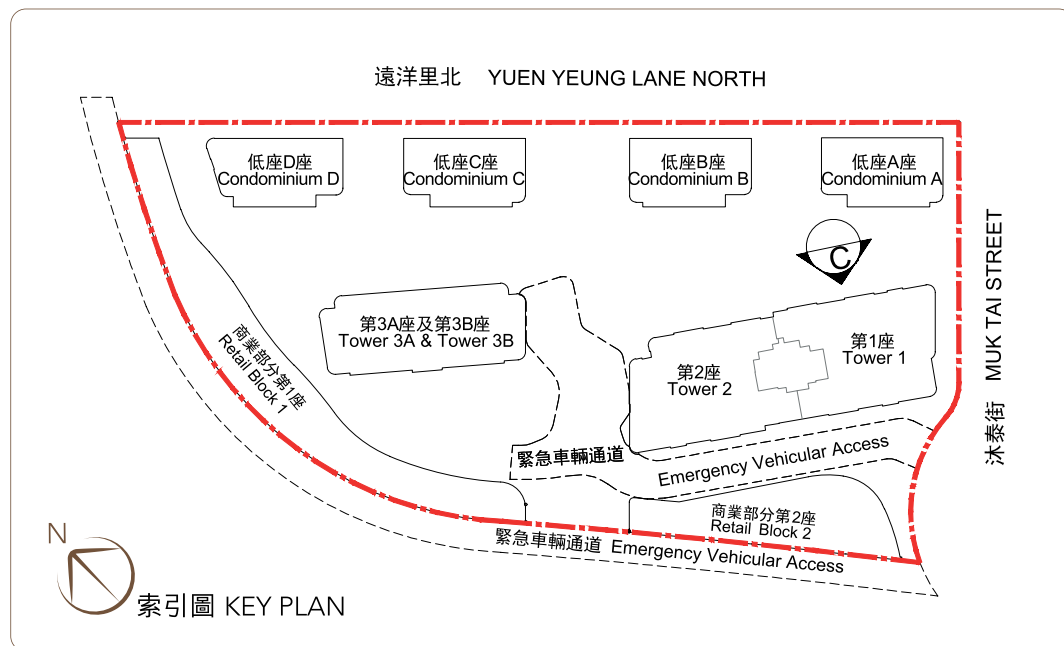 遠洋里北 YUEN YEUNG LANE NORTH
低座D座
Condominium D
低座C座
Condominium C
低座B座
Condominium B
低座A座
Condominium A
C
沐泰街 MUK TAI STREET
商業部分第1座
Retail Block 1
第3A座及第3B座
Tower 3A & Tower 3B
第2座
Tower 2
第1座
Tower 1
緊急車輛通道 Emergency Vehicular Access
商業部分第2座
Retail Block 2
緊急車輛通道 Emergency Vehicular Access
N
索引圖 KEY PLAN